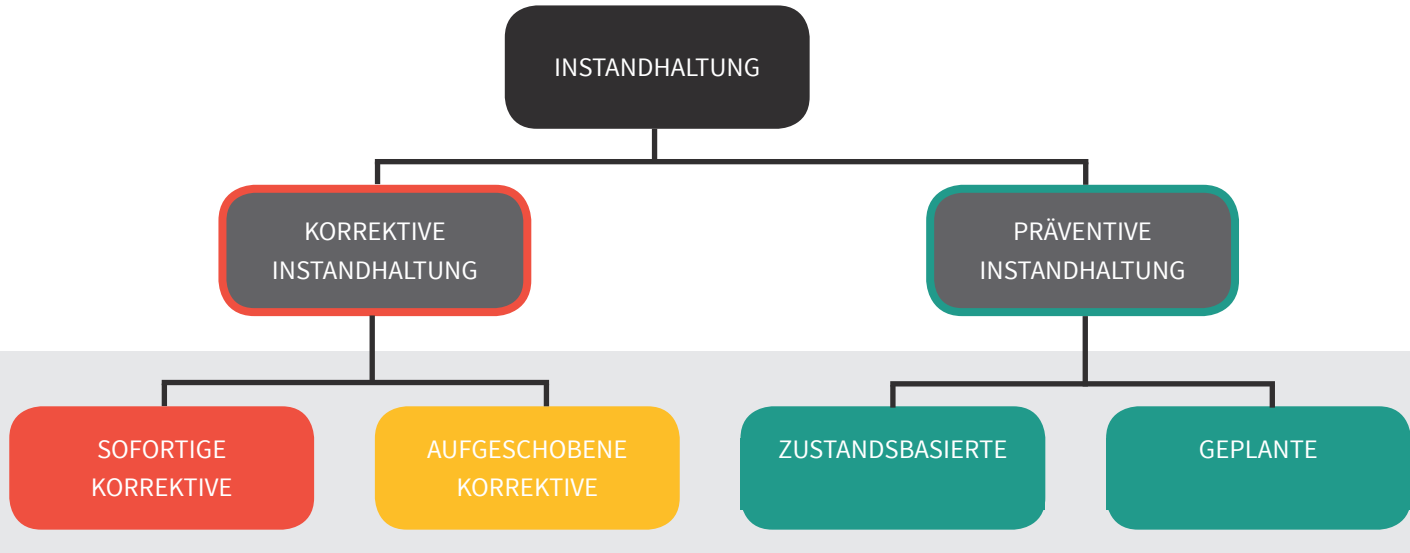 INSTANDHALTUNG
KORREKTIVE
INSTANDHALTUNG
PRÄVENTIVE
INSTANDHALTUNG
SOFORTIGE
KORREKTIVE
AUFGESCHOBENE
KORREKTIVE
ZUSTANDSBASIERTE
GEPLANTE